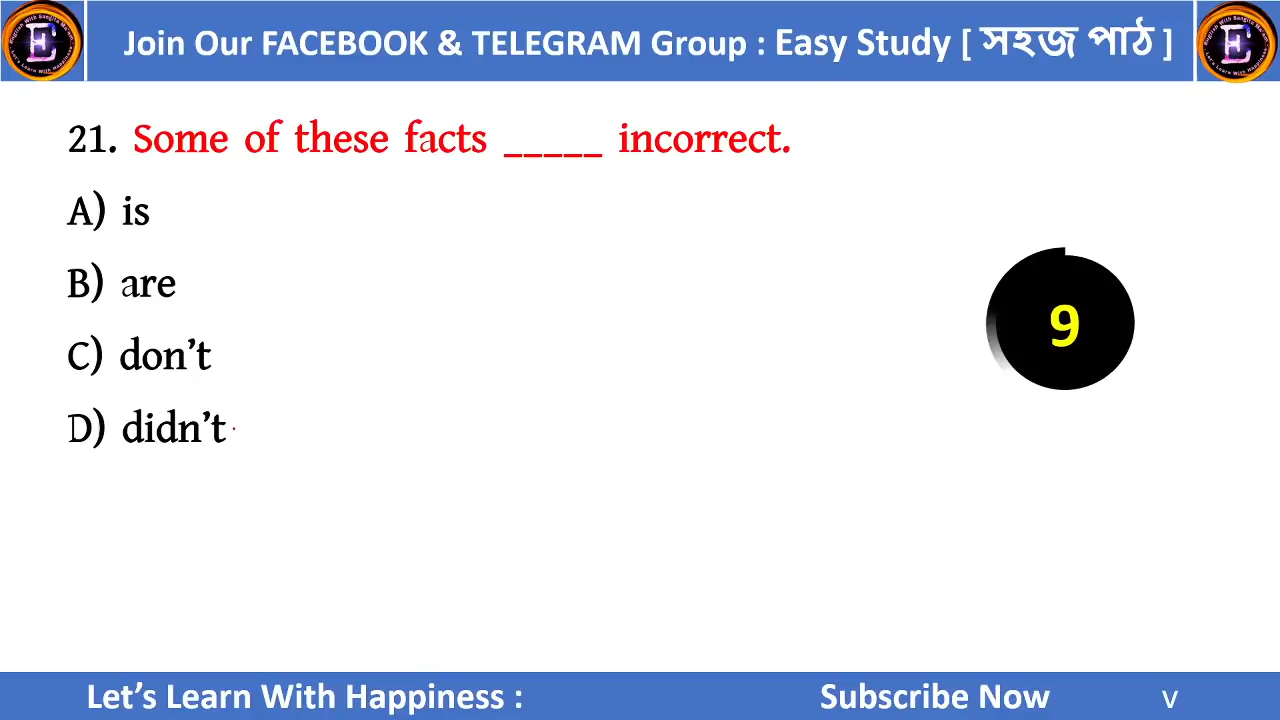 Join Our FACEBOOK & TELEGRAM Group : Easy Study [ সহজ পাঠ ]
21. Some of these facts _____ incorrect.
A) is
B) are
C) don’t
D) didn’t
9
Let’s Learn With Happiness :
Subscribe Now
v
E
E